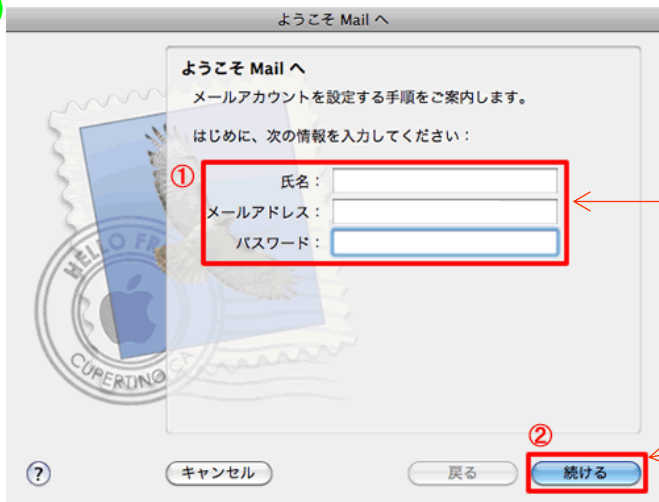 ようこそ Mail へ
ようこそ Mail へ
メールアカウントを設定する手順をご案内します。
はじめに、次の情報を入力してください：
①
氏名：
メールアドレス：
パスワード：
HELLO FR
CUPERTINO CA
②
?
キャンセル
戻る
続ける